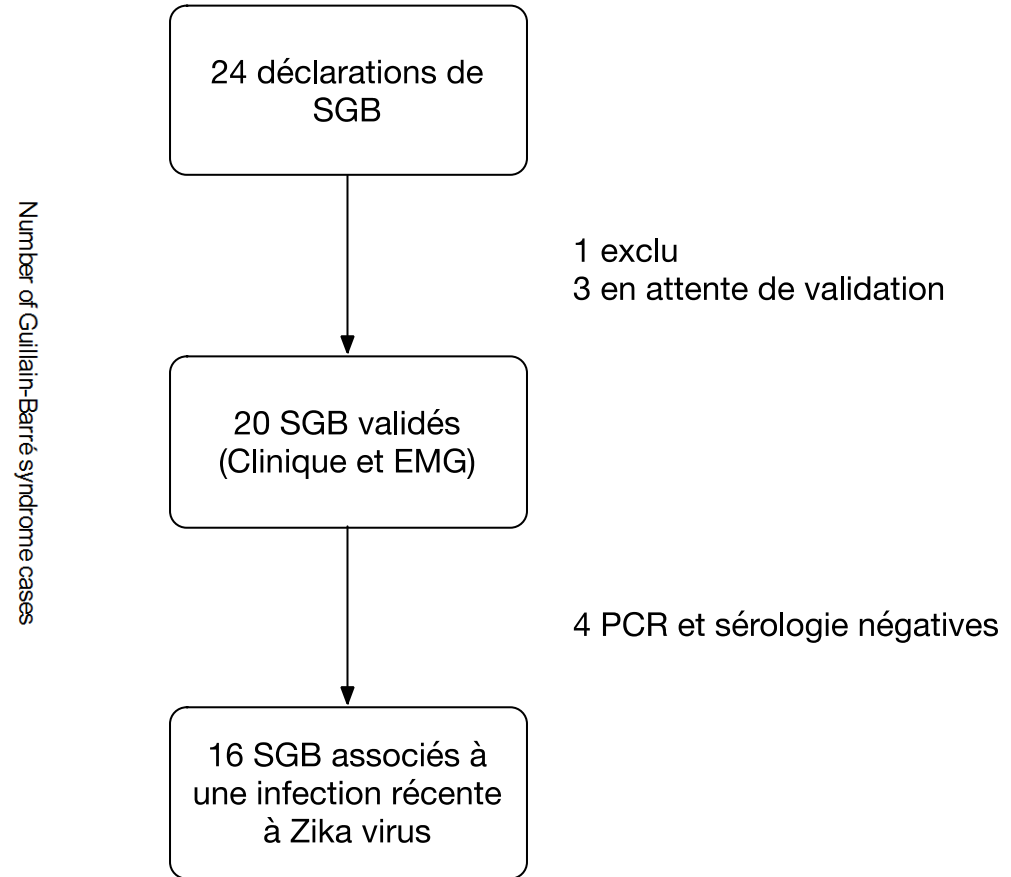 24 déclarations de
SGB
Number of Guillain-Barré syndrome cases
1 exclu
3 en attente de validation
20 SGB validés
(Clinique et EMG)
4 PCR et sérologie négatives
16 SGB associés à
une infection récente
à Zika virus